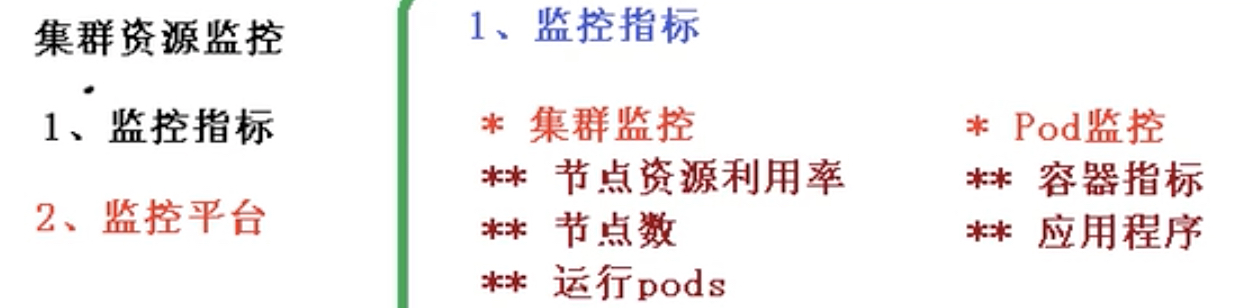 集群资源监控
1、监控指标
2、监控平台
1、监控指标
* 集群监控
** 节点资源利用率
** 节点数
** 运行pods
* Pod监控
** 容器指标
** 应用程序